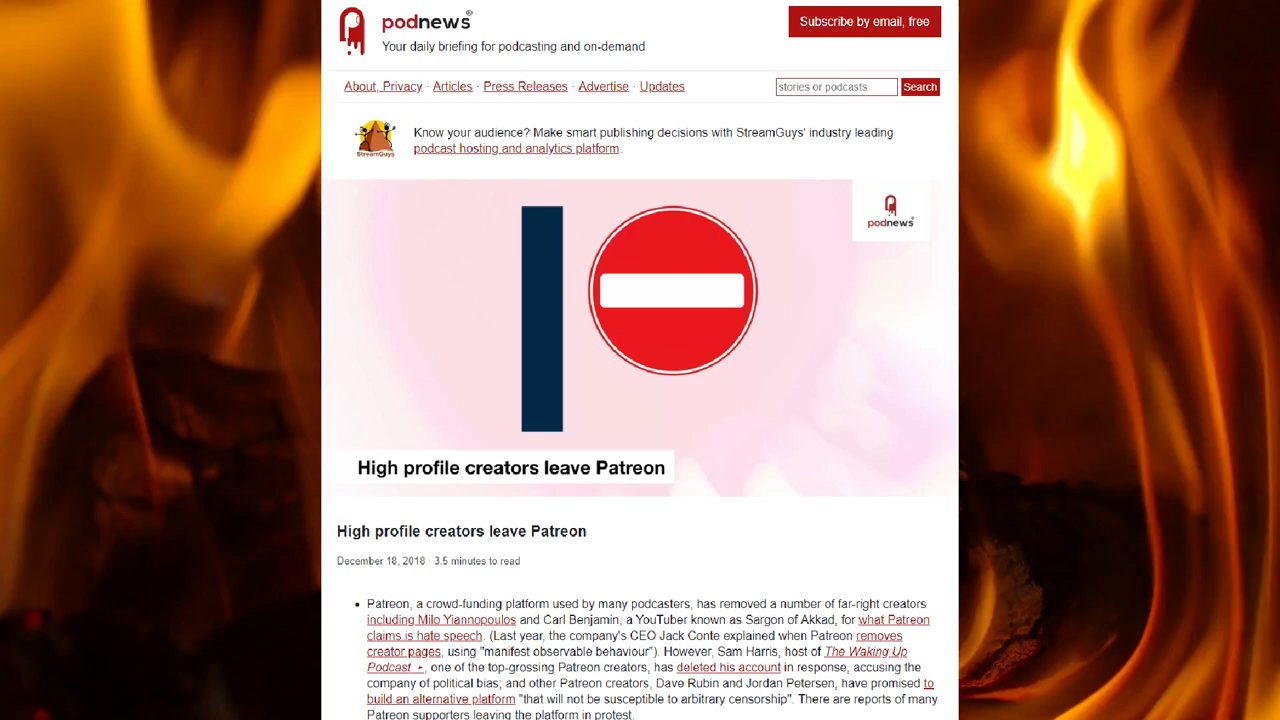 podnews®
Subscribe by email, free
Your daily briefing for podcasting and on-demand
About, Privacy · Articles · Press Releases · Advertise · Updates
stories or podcasts
Search
Know your audience? Make smart publishing decisions with StreamGuys' industry leading
podcast hosting and analytics platform.
StreamGuys
podnews®
High profile creators leave Patreon
High profile creators leave Patreon
December 18, 2018 · 3.5 minutes to read
• Patreon, a crowd-funding platform used by many podcasters, has removed a number of far-right creators
including Milo Yiannopoulos and Carl Benjamin, a YouTuber known as Sargon of Akkad, for what Patreon
claims is hate speech. (Last year, the company's CEO Jack Conte explained when Patreon removes
creator pages, using "manifest observable behaviour"). However, Sam Harris, host of The Waking Up
Podcast, one of the top-grossing Patreon creators, has deleted his account in response, accusing the
company of political bias; and other Patreon creators, Dave Rubin and Jordan Petersen, have promised to
build an alternative platform "that will not be susceptible to arbitrary censorship". There are reports of many
Patreon supporters leaving the platform in protest.